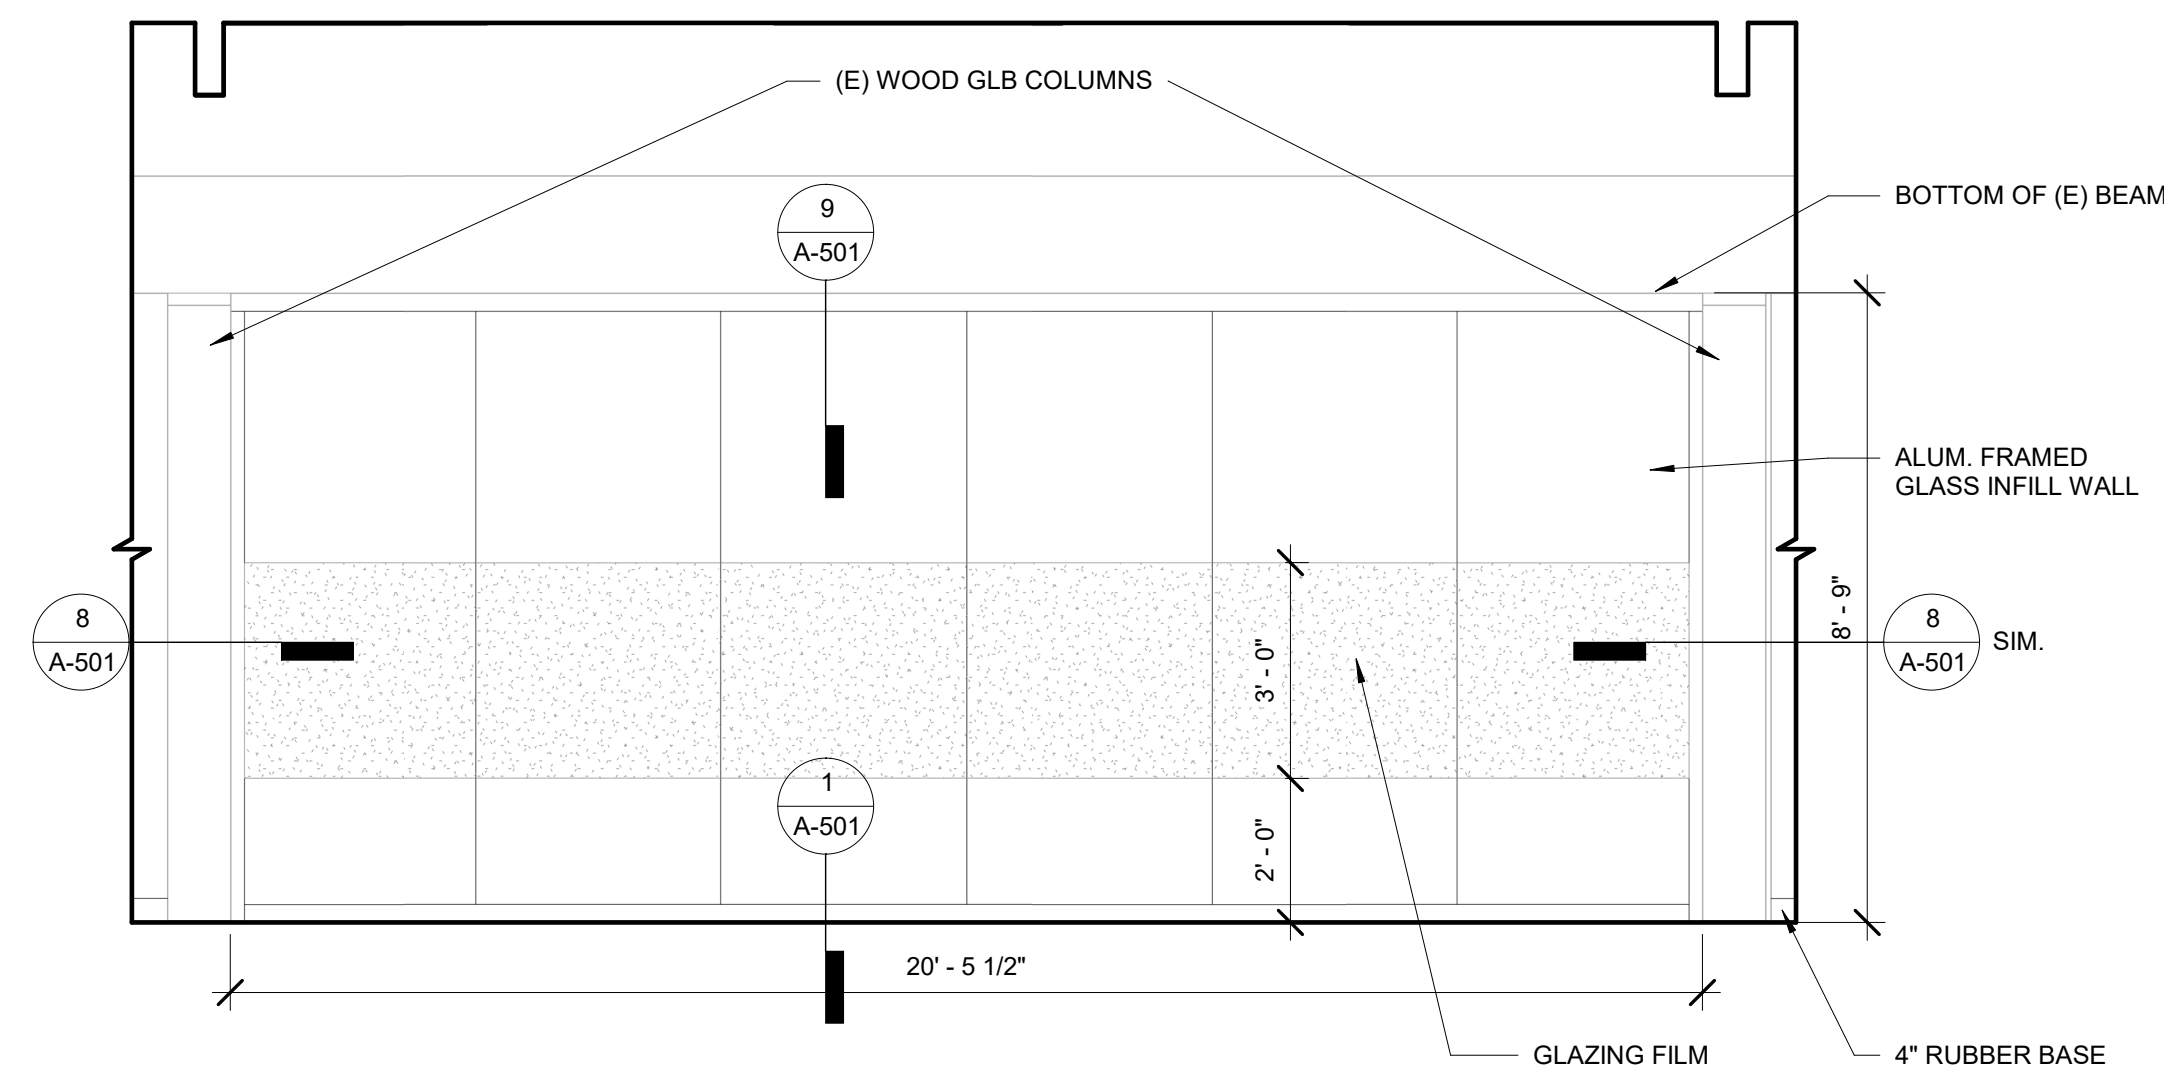 (E) WOOD GLB COLUMNS
9
A-501
BOTTOM OF (E) BEAM
ALUM. FRAMED
GLASS INFILL WALL
8
A-501
3' - 0"
8' - 9"
8
A-501
SIM.
1
A-501
2' - 0"
20' - 5 1/2"
GLAZING FILM
4" RUBBER BASE